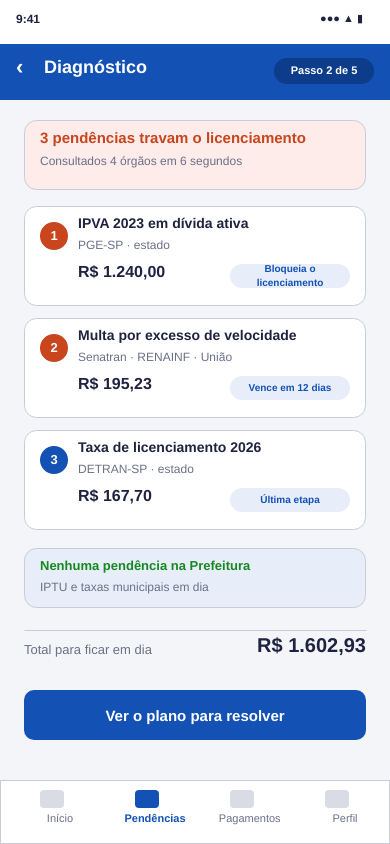 9:41
‹ Diagnóstico
Passo 2 de 5
3 pendências travam o licenciamento
Consultados 4 órgãos em 6 segundos
1
IPVA 2023 em dívida ativa
PGE-SP · estado
R$ 1.240,00
Bloqueia o
licenciamento
2
Multa por excesso de velocidade
Senatran · RENAINF · União
R$ 195,23
Vence em 12 dias
3
Taxa de licenciamento 2026
DETRAN-SP · estado
R$ 167,70
Última etapa
Nenhuma pendência na Prefeitura
IPTU e taxas municipais em dia
Total para ficar em dia
R$ 1.602,93
Ver o plano para resolver
Início
Pendências
Pagamentos
Perfil